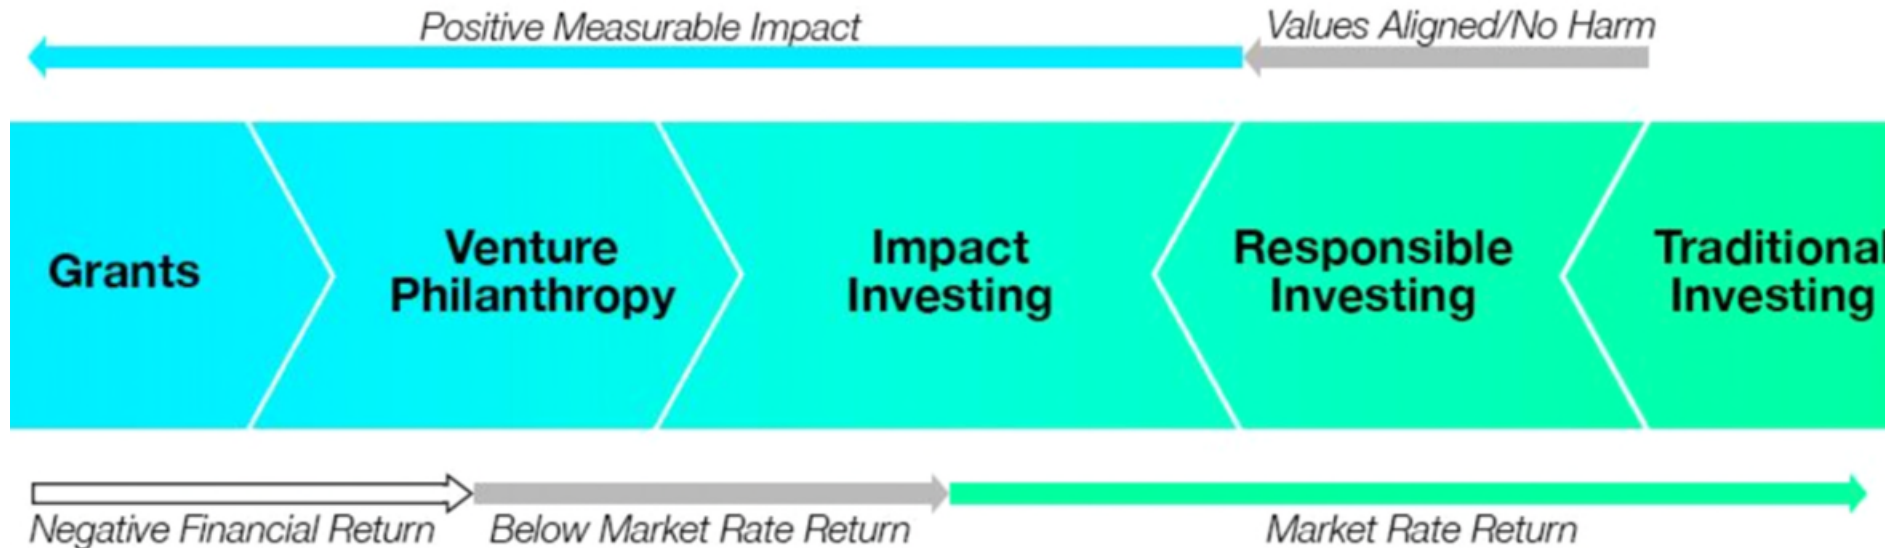 Positive Measurable Impact
Values Aligned/No Harm
Grants
Venture
Philanthropy
Impact
Investing
Responsible
Investing
Traditional
Investing
Negative Financial Return
Below Market Rate Return
Market Rate Return